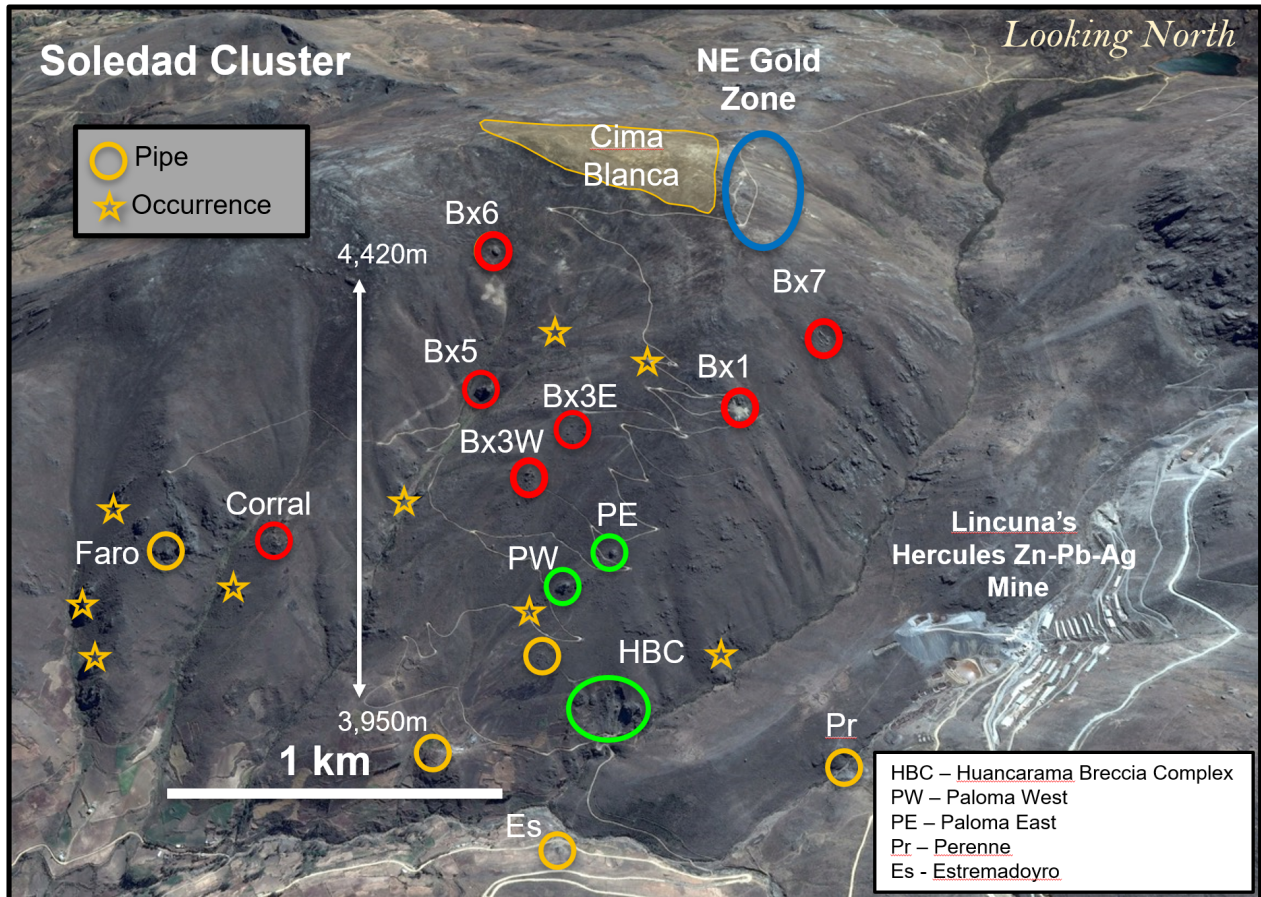 Looking North
Soledad Cluster
NE Gold
Zone
Cima
Blanca
Pipe
Occurrence
Bx6
4,420m
Bx7
Bx5
Bx1
Bx3E
Bx3W
Corral
PE
Faro
PW
Lincuna's
Hercules Zn-Pb-Ag
Mine
HBC
3,950m
Pr
1 km
Es
HBC – Huancarama Breccia Complex
PW – Paloma West
PE – Paloma East
Pr – Perenne
Es - Estremadoyro